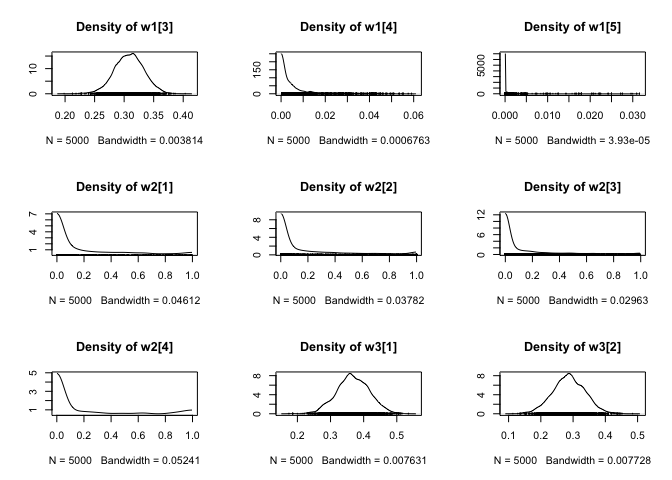 Density of w1[3]
10
0
0.20 0.25 0.30 0.35 0.40
N = 5000 Bandwidth = 0.003814
Density of w1[4]
150
0
0.00 0.02 0.04 0.06
N = 5000 Bandwidth = 0.0006763
Density of w1[5]
5000
0
0.000 0.010 0.020 0.030
N = 5000 Bandwidth = 3.93e-05
Density of w2[1]
7
4
1
0.0 0.2 0.4 0.6 0.8 1.0
N = 5000 Bandwidth = 0.04612
Density of w2[2]
8
4
0
0.0 0.2 0.4 0.6 0.8 1.0
N = 5000 Bandwidth = 0.03782
Density of w2[3]
12
6
0
0.0 0.2 0.4 0.6 0.8 1.0
N = 5000 Bandwidth = 0.02963
Density of w2[4]
5
3
1
0.0 0.2 0.4 0.6 0.8 1.0
N = 5000 Bandwidth = 0.05241
Density of w3[1]
8
4
0
0.2 0.3 0.4 0.5
N = 5000 Bandwidth = 0.007631
Density of w3[2]
8
4
0
0.1 0.2 0.3 0.4 0.5
N = 5000 Bandwidth = 0.007728